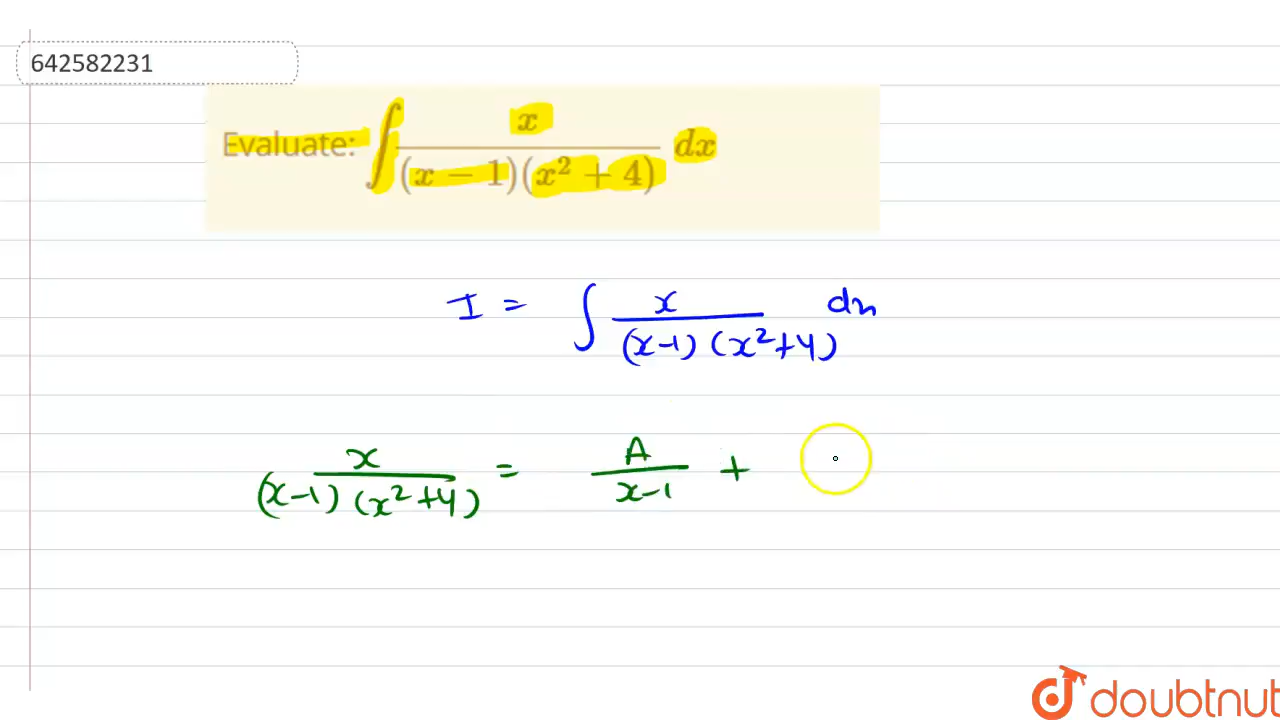 642582231
Evaluate: ∫ x / (x − 1)(x² + 4) dx
I = ∫ x / (x-1) (x²+4) dx
x / (x-1) (x²+4) = A / x-1 +
doubtnut